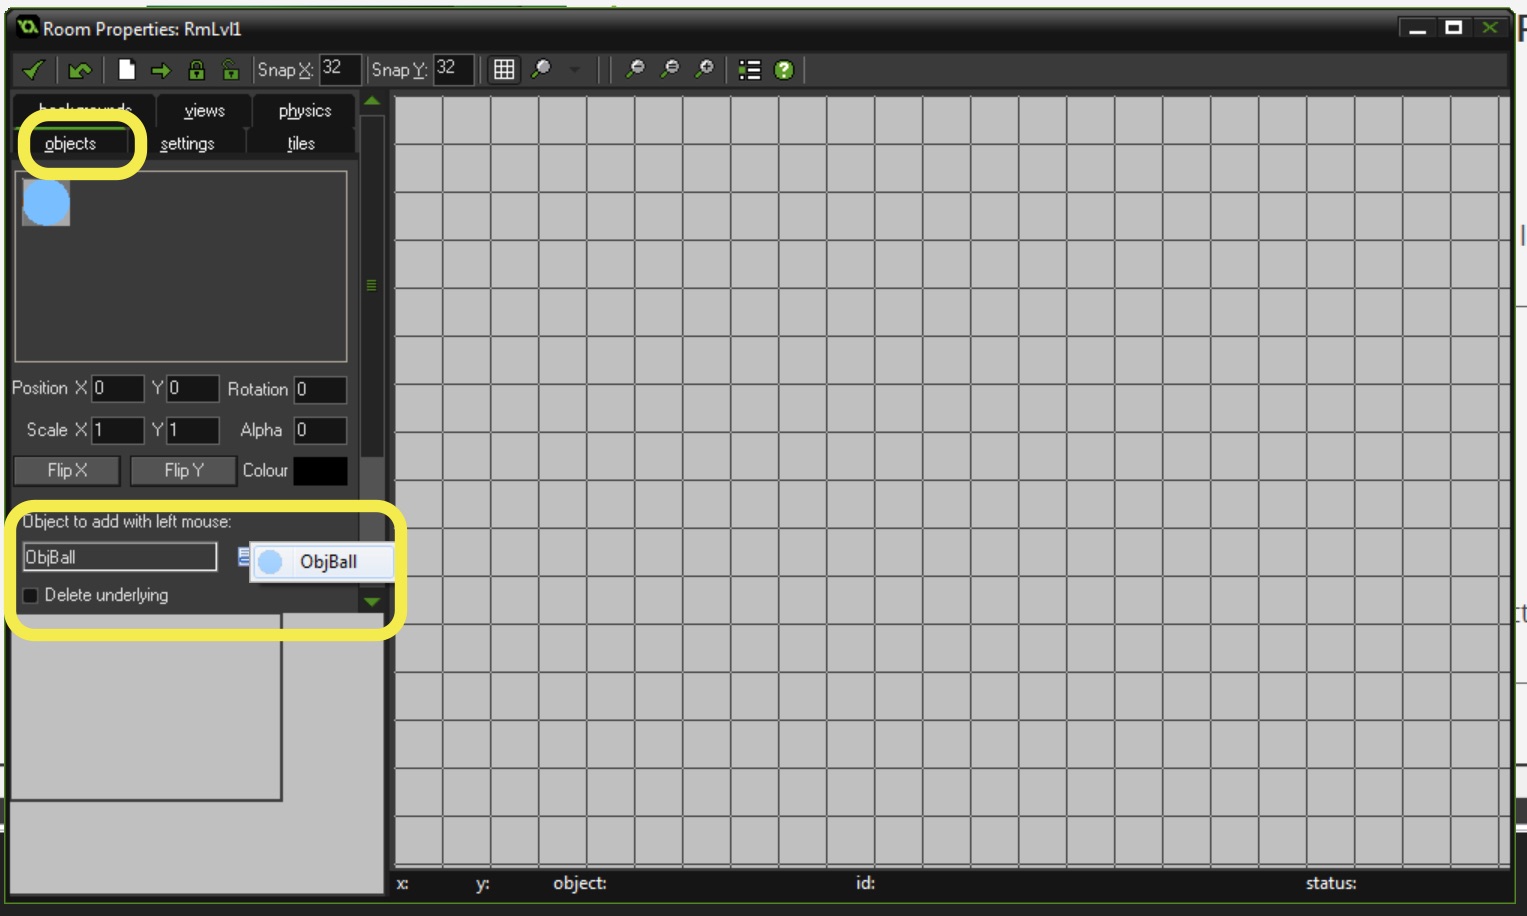 Room Properties: RmLvl1
Snap X: 32 Snap Y: 32
backgrounds views physics
objects settings tiles
Position X 0 Y 0 Rotation 0
Scale X 1 Y 1 Alpha 0
Flip X Flip Y Colour
Object to add with left mouse:
ObjBall ObjBall
Delete underlying
x: y: object: id: status: